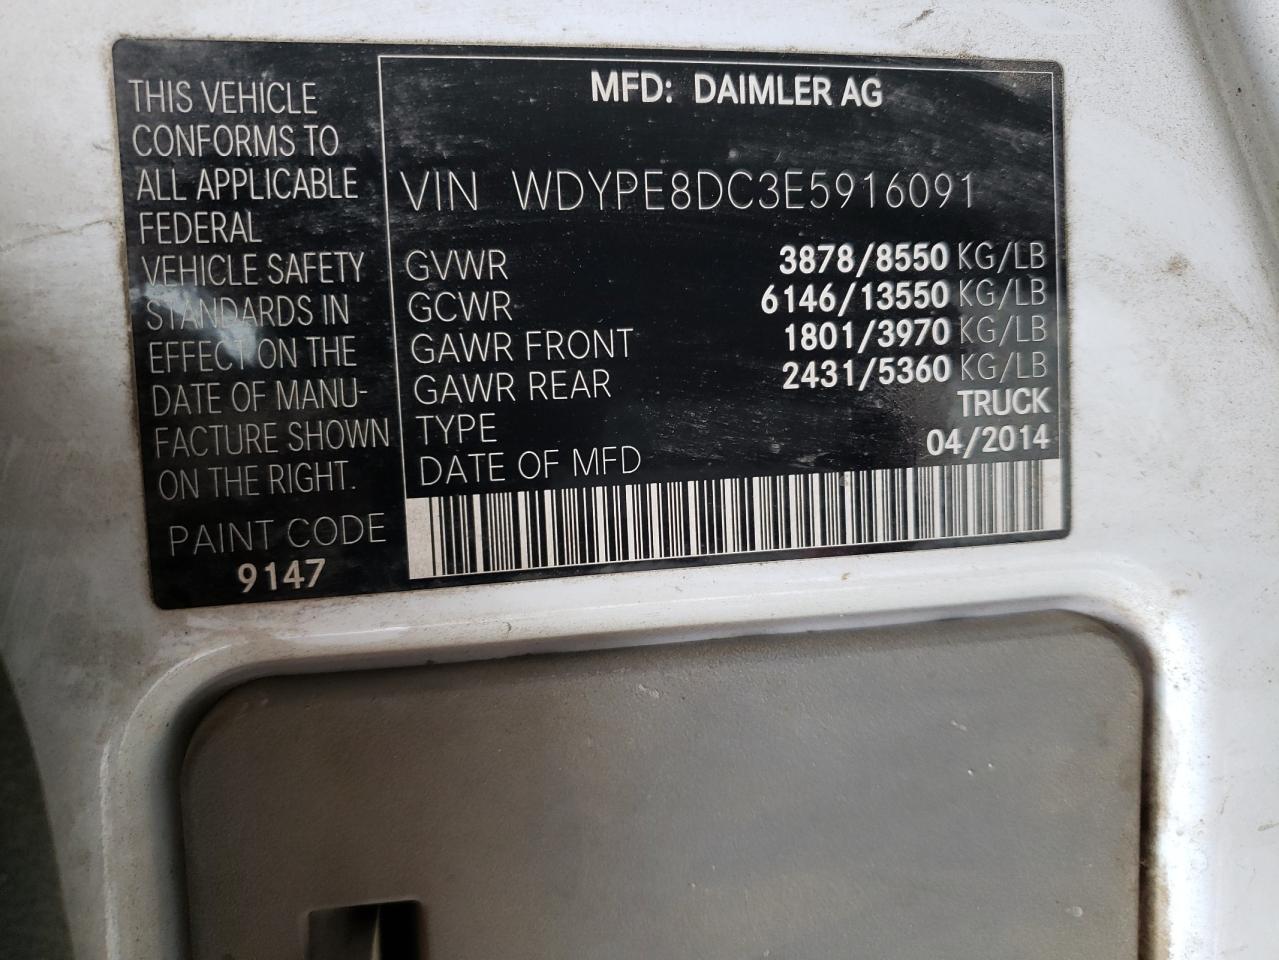 THIS VEHICLE
CONFORMS TO
ALL APPLICABLE
FEDERAL
VEHICLE SAFETY
STANDARDS IN
EFFECT ON THE
DATE OF MANU-
FACTURE SHOWN
ON THE RIGHT.
PAINT CODE
9147
MFD: DAIMLER AG
VIN WDYPE8DC3E5916091
GVWR 3878/8550 KG/LB
GCWR 6146/13550 KG/LB
GAWR FRONT 1801/3970 KG/LB
GAWR REAR 2431/5360 KG/LB
TYPE TRUCK
DATE OF MFD 04/2014